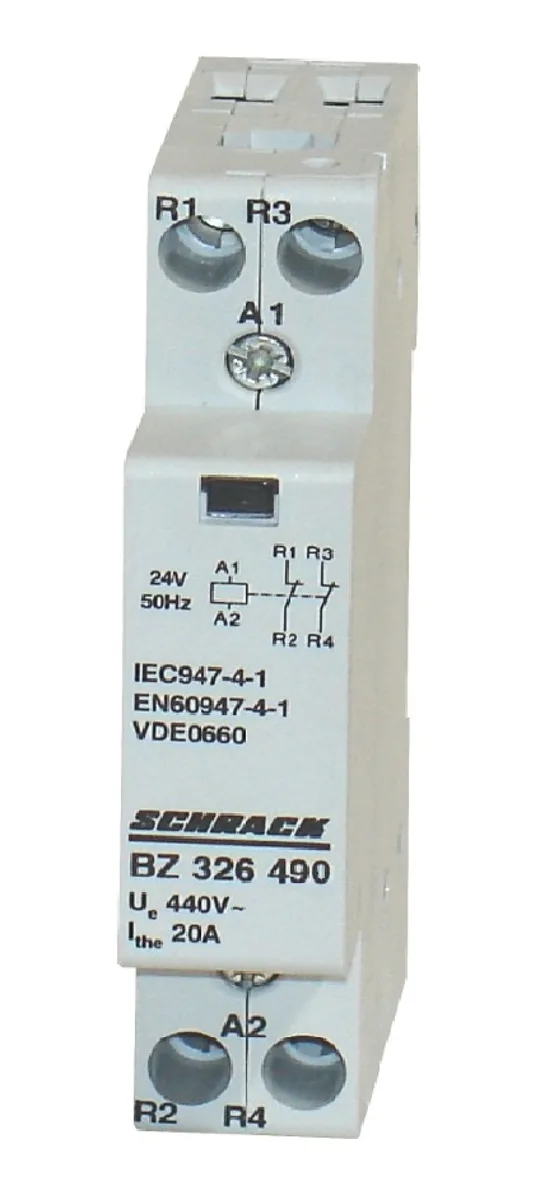 R1 R3
A1
R1 R3
24V A1
50Hz
A2
R2 R4
IEC947-4-1
EN60947-4-1
VDE0660
SCHRACK
BZ 326 490
Ue 440V~
Ithe 20A
A2
R2 R4